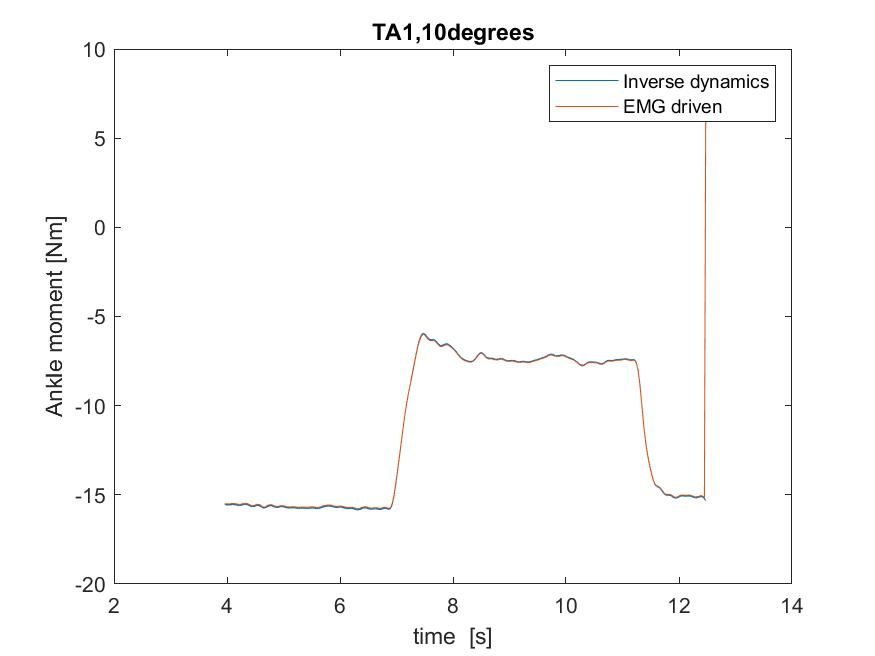 TA1,10degrees
10
5
0
-5
-10
-15
-20
2
4
6
8
10
12
14
Ankle moment [Nm]
time [s]
Inverse dynamics
EMG driven